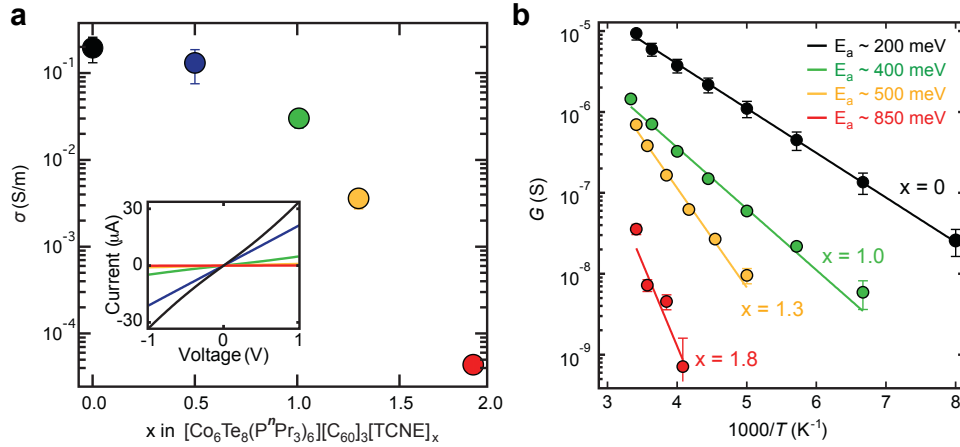 a
σ (S/m)
10⁻¹
10⁻²
10⁻³
10⁻⁴
0.0
0.5
1.0
1.5
2.0
x in [Co₆Te₈(PⁿPr₃)₆][C₆₀]₃[TCNE]ₓ
Current (μA)
30
0
-30
-1
0
1
Voltage (V)
b
G (S)
10⁻⁵
10⁻⁶
10⁻⁷
10⁻⁸
10⁻⁹
Eₐ ~ 200 meV
Eₐ ~ 400 meV
Eₐ ~ 500 meV
Eₐ ~ 850 meV
x = 0
x = 1.0
x = 1.3
x = 1.8
3
4
5
6
7
8
1000/T (K⁻¹)